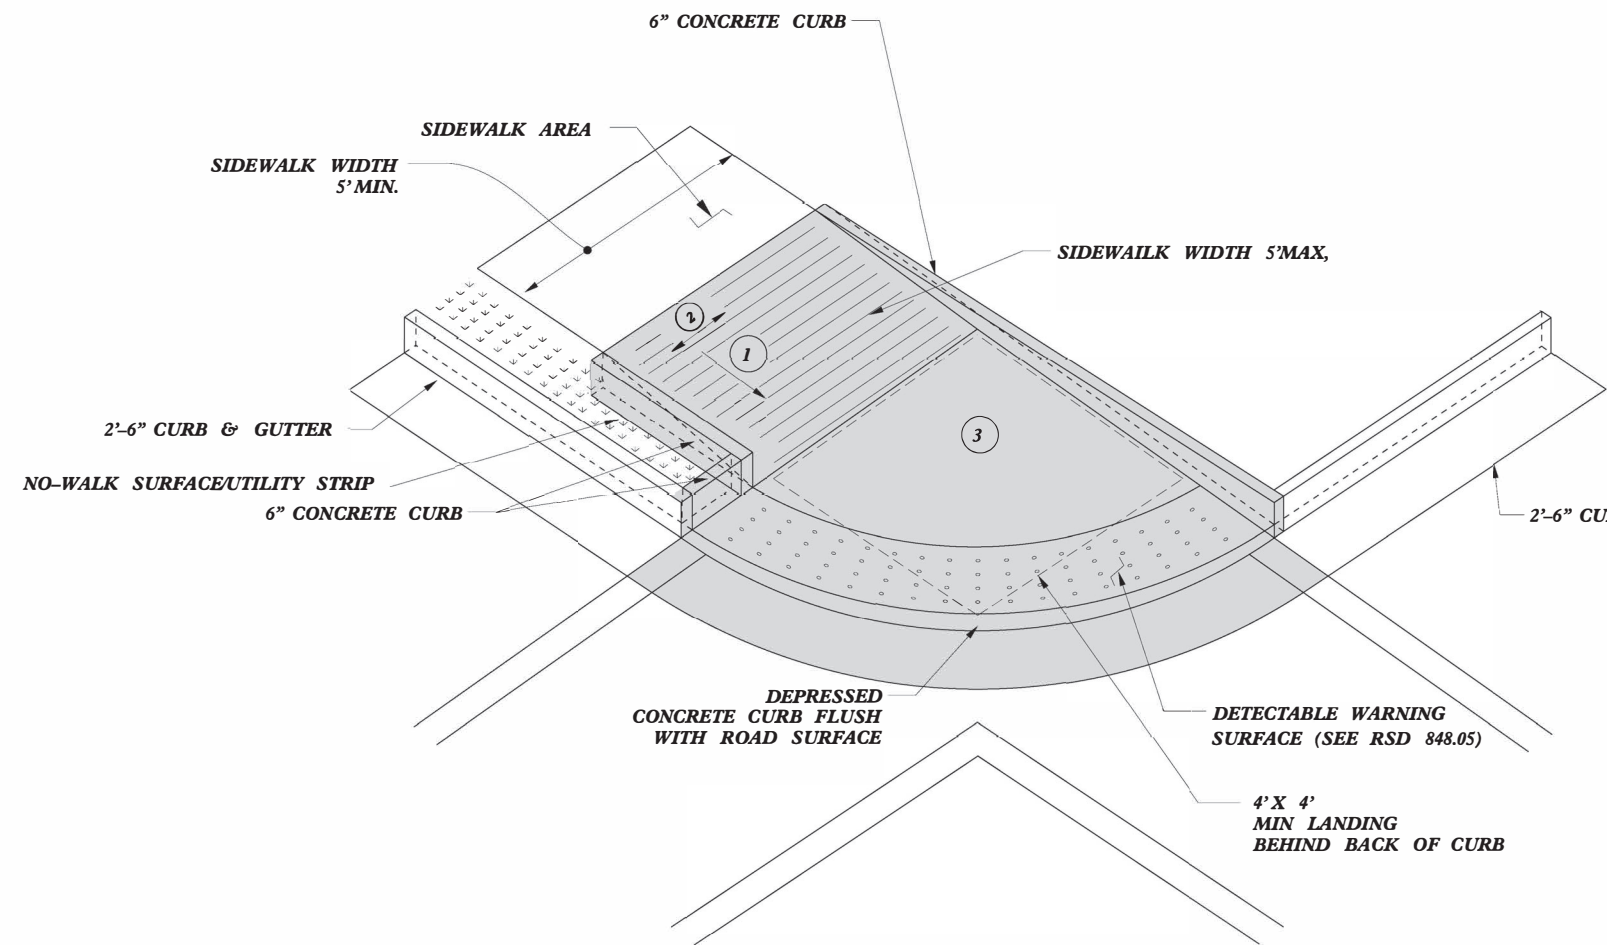 6” CONCRETE CURB
SIDEWALK AREA
SIDEWALK WIDTH
5’ MIN.
SIDEWAILK WIDTH 5’MAX,
2
1
3
2’–6” CURB & GUTTER
NO–WALK SURFACE/UTILITY STRIP
6” CONCRETE CURB
2’–6” CU
DEPRESSED
CONCRETE CURB FLUSH
WITH ROAD SURFACE
DETECTABLE WARNING
SURFACE (SEE RSD 848.05)
4’ X 4’
MIN LANDING
BEHIND BACK OF CURB